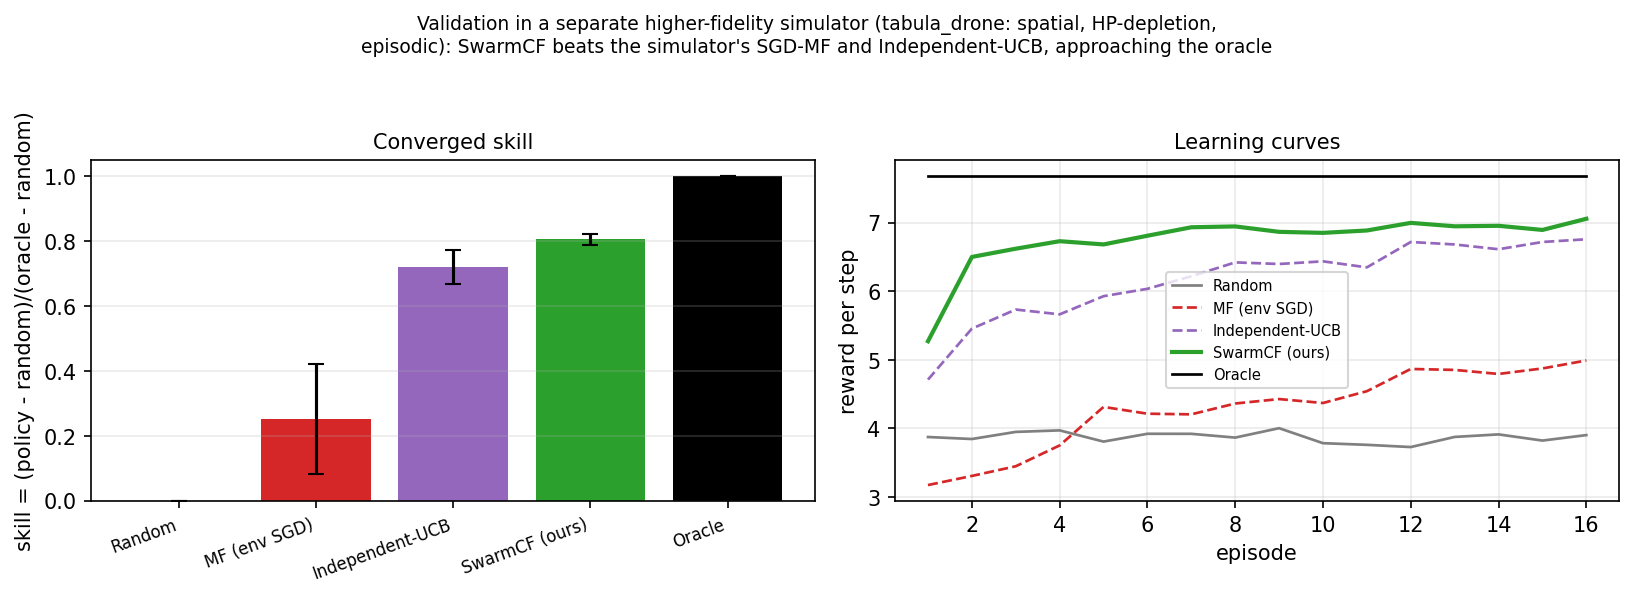 Validation in a separate higher-fidelity simulator (tabula_drone: spatial, HP-depletion,
episodic): SwarmCF beats the simulator's SGD-MF and Independent-UCB, approaching the oracle
Converged skill
skill = (policy - random)/(oracle - random)
1.0
0.8
0.6
0.4
0.2
0.0
Random
MF (env SGD)
Independent-UCB
SwarmCF (ours)
Oracle
Learning curves
reward per step
7
6
5
4
3
Random
MF (env SGD)
Independent-UCB
SwarmCF (ours)
Oracle
2 4 6 8 10 12 14 16
episode